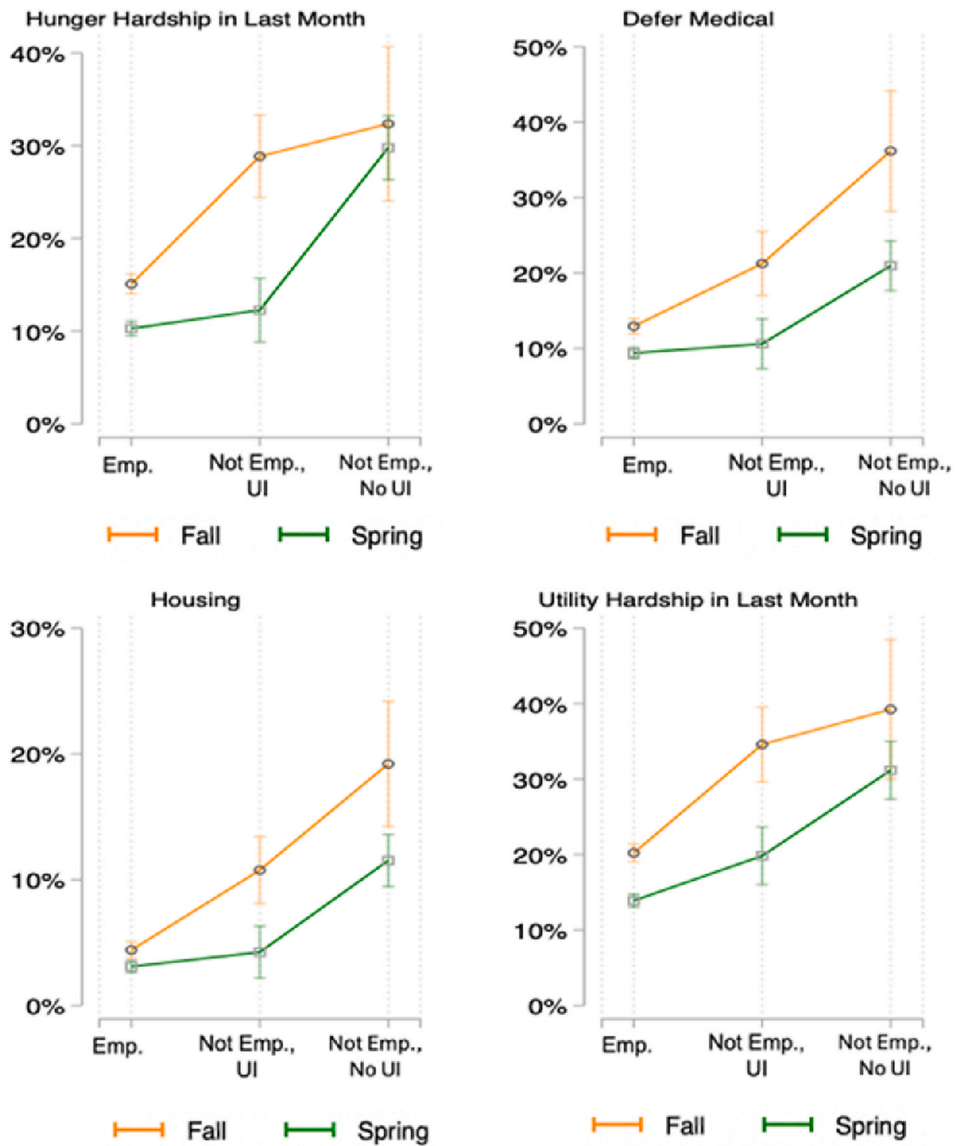 Hunger Hardship in Last Month
40%
30%
20%
10%
0%
Emp.
Not Emp.,
UI
Not Emp.,
No UI
Fall
Spring
Defer Medical
50%
40%
30%
20%
10%
0%
Emp.
Not Emp.,
UI
Not Emp.,
No UI
Fall
Spring
Housing
30%
20%
10%
0%
Emp.
Not Emp.,
UI
Not Emp.,
No UI
Fall
Spring
Utility Hardship in Last Month
50%
40%
30%
20%
10%
0%
Emp.
Not Emp.,
UI
Not Emp.,
No UI
Fall
Spring